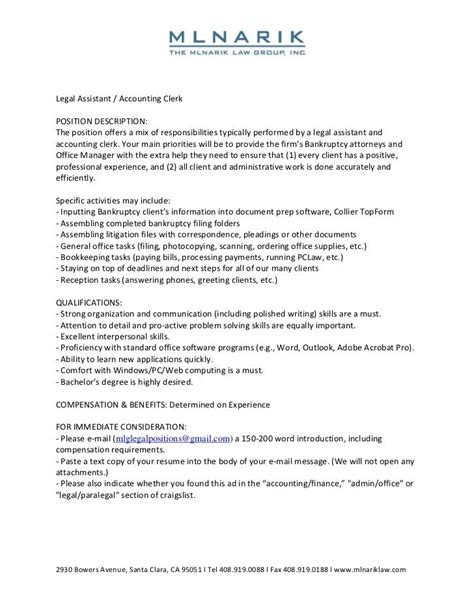 MLNARIK
THE MLNARIK LAW GROUP, INC.
Legal Assistant / Accounting Clerk
POSITION DESCRIPTION:
The position offers a mix of responsibilities typically performed by a legal assistant and
accounting clerk. Your main priorities will be to provide the firm's Bankruptcy attorneys and
Office Manager with the extra help they need to ensure that (1) every client has a positive,
professional experience, and (2) all client and administrative work is done accurately and
efficiently.
Specific activities may include:
- Inputting Bankruptcy client's information into document prep software, Collier TopForm
- Assembling completed bankruptcy filing folders
- Assembling litigation files with correspondence, pleadings or other documents
- General office tasks (filing, photocopying, scanning, ordering office supplies, etc.)
- Bookkeeping tasks (paying bills, processing payments, running PCLaw, etc.)
- Staying on top of deadlines and next steps for all of our many clients
- Reception tasks (answering phones, greeting clients, etc.)
QUALIFICATIONS:
- Strong organization and communication (including polished writing) skills are a must.
- Attention to detail and pro-active problem solving skills are equally important.
- Excellent interpersonal skills.
- Proficiency with standard office software programs (e.g., Word, Outlook, Adobe Acrobat Pro).
- Ability to learn new applications quickly.
- Comfort with Windows/PC/Web computing is a must.
- Bachelor's degree is highly desired.
COMPENSATION & BENEFITS: Determined on Experience
FOR IMMEDIATE CONSIDERATION:
- Please e-mail (mlglegalpositions@gmail.com) a 150-200 word introduction, including
compensation requirements.
- Paste a text copy of your resume into the body of your e-mail message. (We will not open any
attachments.)
- Please also indicate whether you found this ad in the "accounting/finance," "admin/office" or
"legal/paralegal" section of craigslist.
2930 Bowers Avenue, Santa Clara, CA 95051 l Tel 408.919.0088 l Fax 408.919.0188 l www.mlnariklaw.com